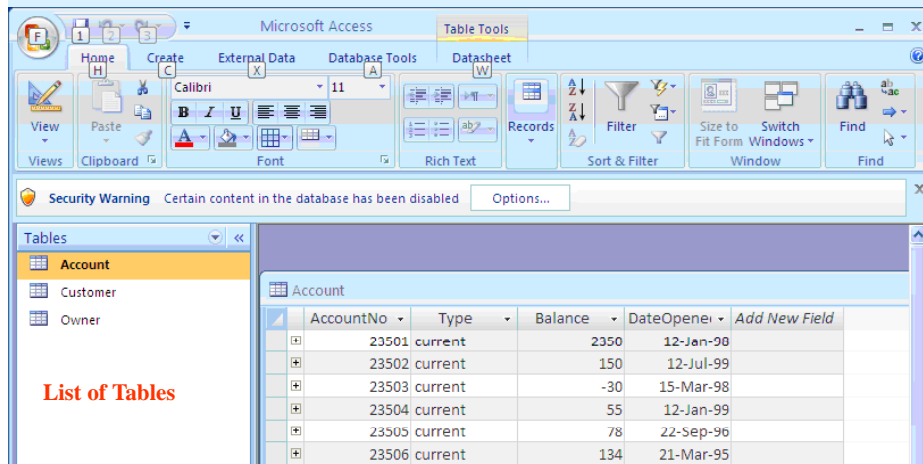 Microsoft Access
Table Tools
1 2 3
Home Create External Data Database Tools Datasheet
H C X A W
Calibri 11
B I U
A
ab
View Paste Records Filter Size to Fit Form Switch Windows Find
Views Clipboard Font Rich Text Sort & Filter Window Find
Security Warning Certain content in the database has been disabled Options...
Tables «
Account
Customer
Owner
List of Tables
Account
AccountNo Type Balance DateOpene Add New Field
23501 current 2350 12-Jan-98
23502 current 150 12-Jul-99
23503 current -30 15-Mar-98
23504 current 55 12-Jan-99
23505 current 78 22-Sep-96
23506 current 134 21-Mar-95